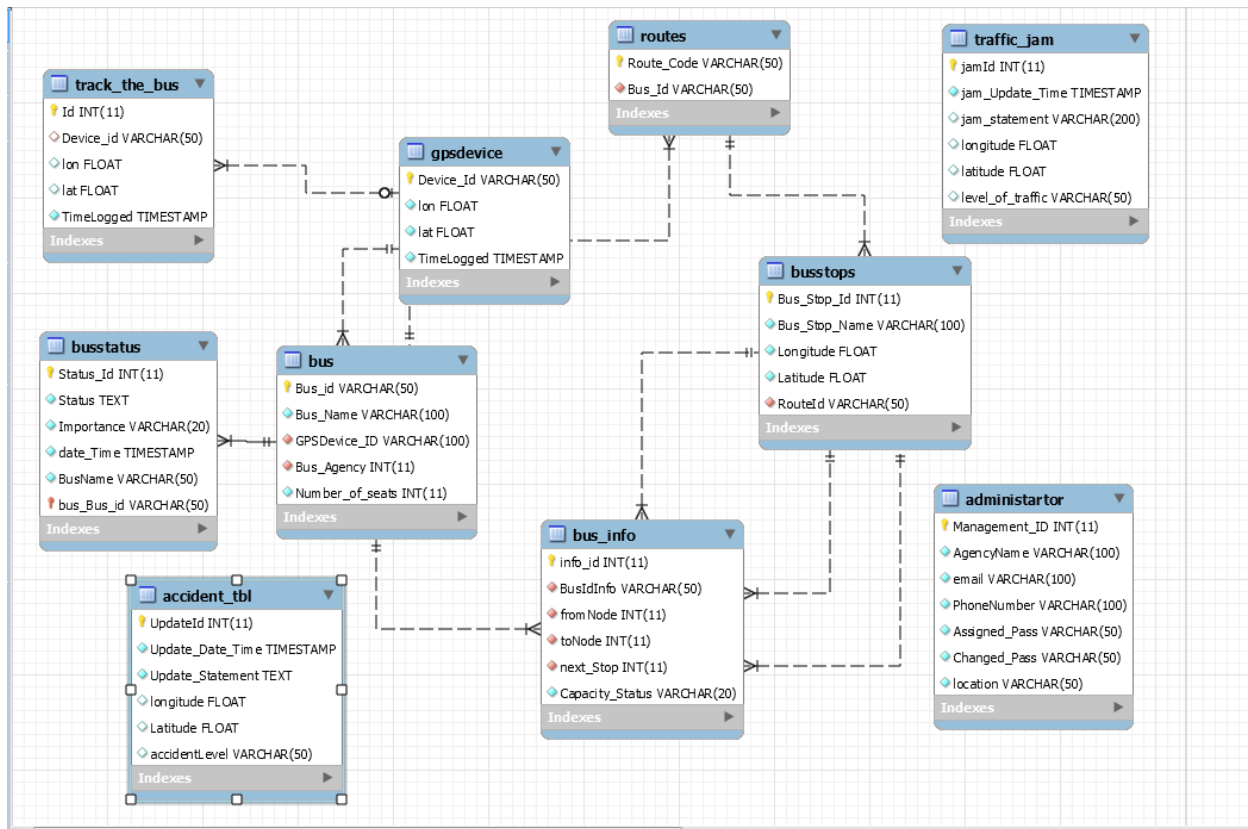 track_the_bus
Id INT(11)
Device_id VARCHAR(50)
lon FLOAT
lat FLOAT
TimeLogged TIMESTAMP
Indexes
gpsdevice
Device_Id VARCHAR(50)
lon FLOAT
lat FLOAT
TimeLogged TIMESTAMP
Indexes
routes
Route_Code VARCHAR(50)
Bus_Id VARCHAR(50)
Indexes
traffic_jam
jamId INT(11)
jam_Update_Time TIMESTAMP
jam_statement VARCHAR(200)
longitude FLOAT
latitude FLOAT
level_of_traffic VARCHAR(50)
Indexes
busstatus
Status_Id INT(11)
Status TEXT
Importance VARCHAR(20)
date_Time TIMESTAMP
BusName VARCHAR(50)
bus_Bus_id VARCHAR(50)
Indexes
bus
Bus_id VARCHAR(50)
Bus_Name VARCHAR(100)
GPSDevice_ID VARCHAR(100)
Bus_Agency INT(11)
Number_of_seats INT(11)
Indexes
busstops
Bus_Stop_Id INT(11)
Bus_Stop_Name VARCHAR(100)
Longitude FLOAT
Latitude FLOAT
RouteId VARCHAR(50)
Indexes
accident_tbl
UpdateId INT(11)
Update_Date_Time TIMESTAMP
Update_Statement TEXT
longitude FLOAT
Latitude FLOAT
accidentLevel VARCHAR(50)
Indexes
bus_info
info_id INT(11)
BusIdInfo VARCHAR(50)
fromNode INT(11)
toNode INT(11)
next_Stop INT(11)
Capacity_Status VARCHAR(20)
Indexes
administartor
Management_ID INT(11)
AgencyName VARCHAR(100)
email VARCHAR(100)
PhoneNumber VARCHAR(100)
Assigned_Pass VARCHAR(50)
Changed_Pass VARCHAR(50)
location VARCHAR(50)
Indexes